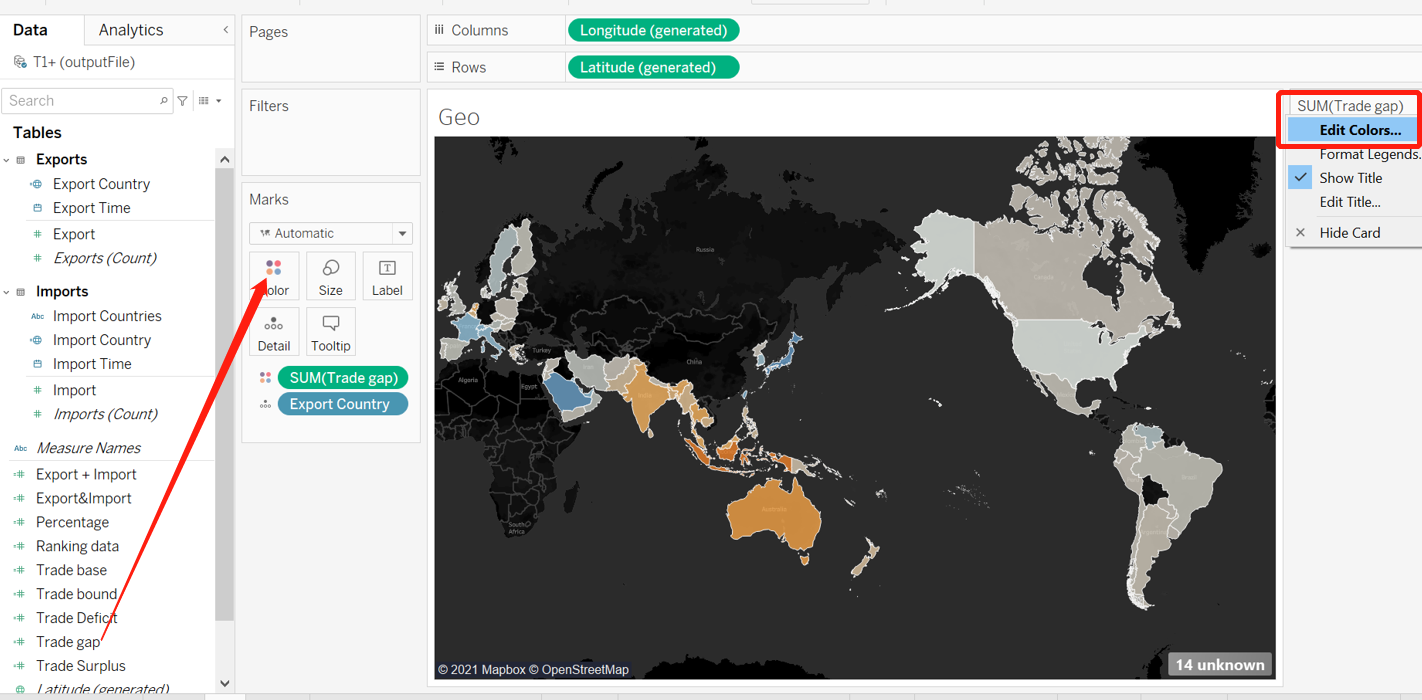 Data
Analytics
T1+ (outputFile)
Search
Tables
Exports
Export Country
Export Time
Export
Exports (Count)
Imports
Abc Import Countries
Import Country
Import Time
Import
Imports (Count)
Abc Measure Names
Export + Import
Export&Import
Percentage
Ranking data
Trade base
Trade bound
Trade Deficit
Trade gap
Trade Surplus
Latitude (generated)
Pages
Filters
Marks
Automatic
Color Size Label
Detail Tooltip
SUM(Trade gap)
Export Country
Columns Longitude (generated)
Rows Latitude (generated)
Geo
Russia
Canada
Turkey
China
Algeria
Egypt
India
Brazil
Australia
South
Africa
© 2021 Mapbox © OpenStreetMap
14 unknown
SUM(Trade gap)
Edit Colors...
Format Legends.
Show Title
Edit Title...
Hide Card